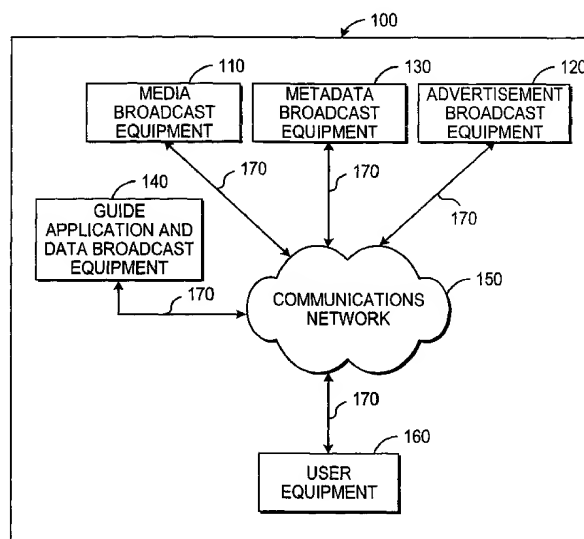 100
110
130
120
MEDIA
BROADCAST
EQUIPMENT
METADATA
BROADCAST
EQUIPMENT
ADVERTISEMENT
BROADCAST
EQUIPMENT
140
170
170
170
GUIDE
APPLICATION AND
DATA BROADCAST
EQUIPMENT
170
COMMUNICATIONS
NETWORK
150
170
160
USER
EQUIPMENT